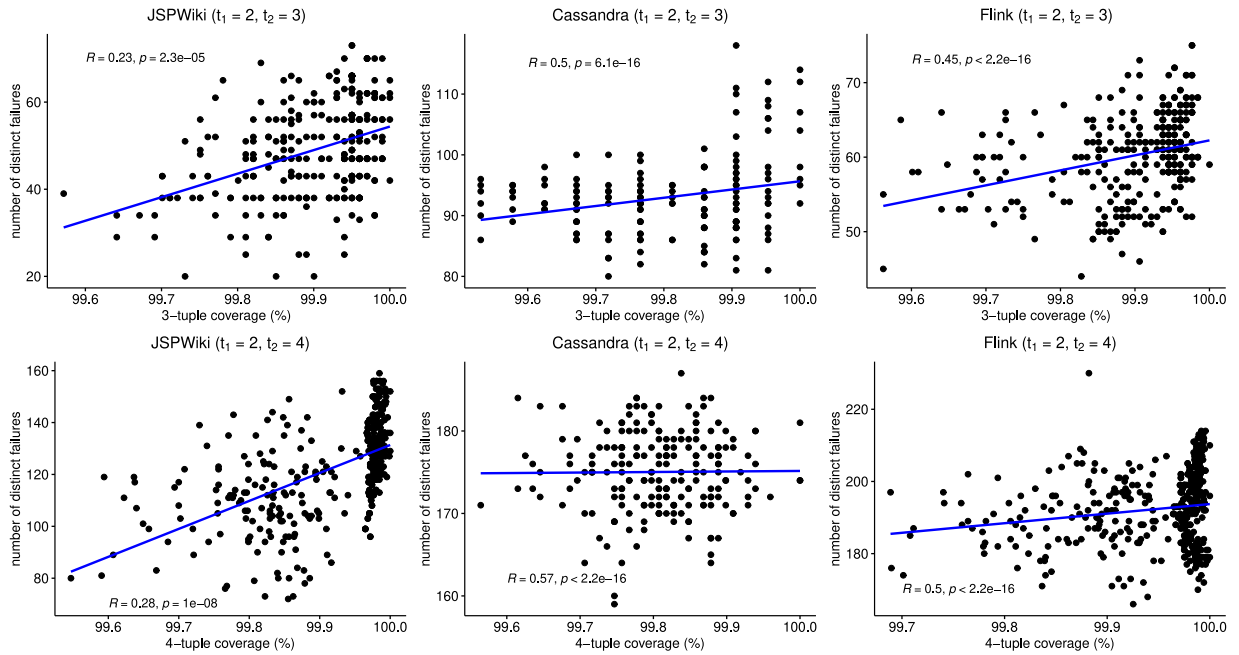 JSPWiki (t₁ = 2, t₂ = 3)
number of distinct failures
R = 0.23, p = 2.3e−05
60
40
20
99.6 99.7 99.8 99.9 100.0
3−tuple coverage (%)
Cassandra (t₁ = 2, t₂ = 3)
number of distinct failures
R = 0.5, p = 6.1e−16
110
100
90
80
99.6 99.7 99.8 99.9 100.0
3−tuple coverage (%)
Flink (t₁ = 2, t₂ = 3)
number of distinct failures
R = 0.45, p < 2.2e−16
70
60
50
99.6 99.7 99.8 99.9 100.0
3−tuple coverage (%)
JSPWiki (t₁ = 2, t₂ = 4)
number of distinct failures
160
140
120
100
80
R = 0.28, p = 1e−08
99.6 99.7 99.8 99.9 100.0
4−tuple coverage (%)
Cassandra (t₁ = 2, t₂ = 4)
number of distinct failures
180
170
160
R = 0.57, p < 2.2e−16
99.6 99.7 99.8 99.9 100.0
4−tuple coverage (%)
Flink (t₁ = 2, t₂ = 4)
number of distinct failures
220
200
180
R = 0.5, p < 2.2e−16
99.7 99.8 99.9 100.0
4−tuple coverage (%)